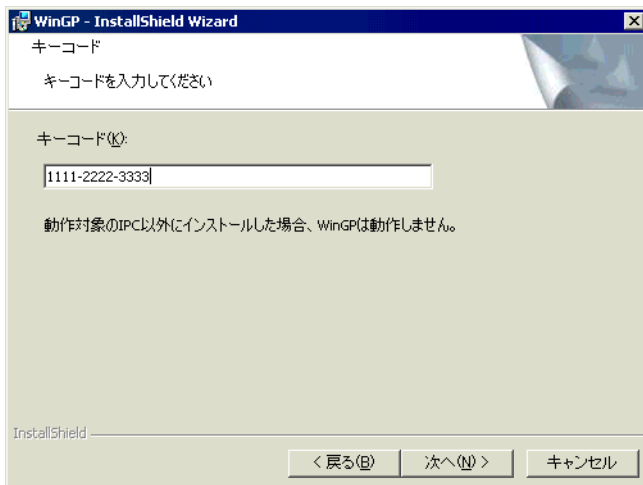 WinGP - InstallShield Wizard
キーコード
キーコードを入力してください
キーコード(K):
1111-2222-3333
動作対象のIPC以外にインストールした場合、WinGPは動作しません。
InstallShield
< 戻る(B)
次へ(N) >
キャンセル